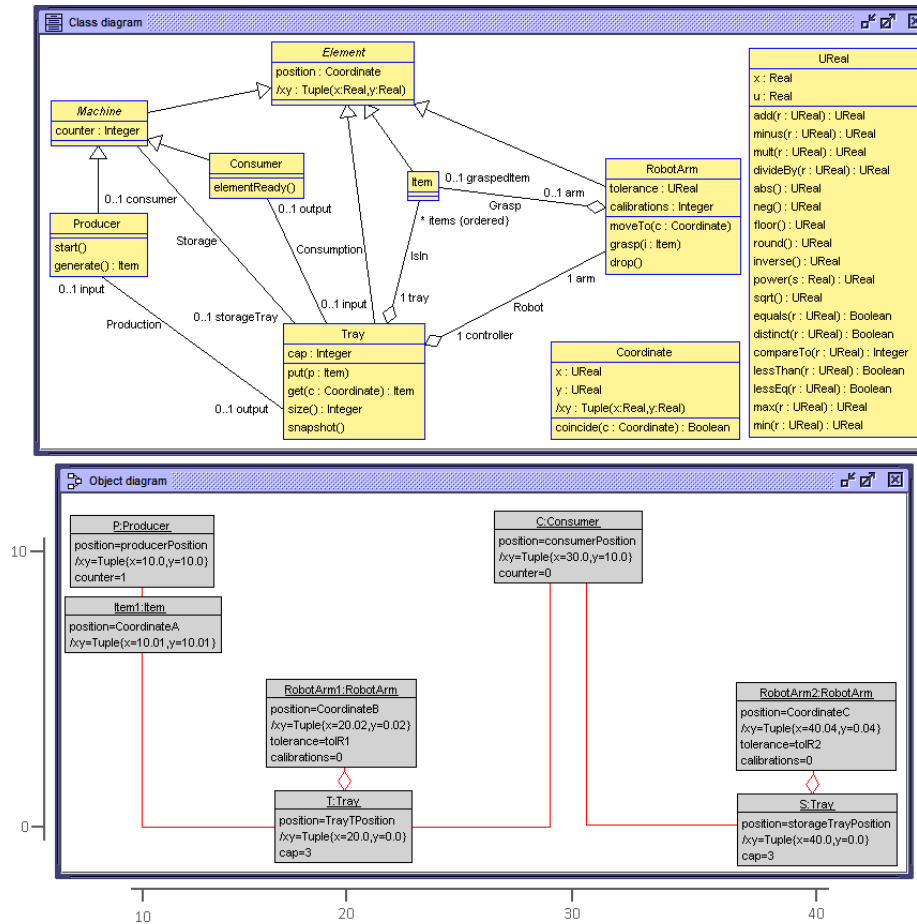 Class diagram
Element
position : Coordinate
/xy : Tuple(x:Real,y:Real)
UReal
x : Real
u : Real
add(r : UReal) : UReal
minus(r : UReal) : UReal
mult(r : UReal) : UReal
divideBy(r : UReal) : UReal
abs() : UReal
neg() : UReal
floor() : UReal
round() : UReal
inverse() : UReal
power(s : Real) : UReal
sqrt() : UReal
equals(r : UReal) : Boolean
distinct(r : UReal) : Boolean
compareTo(r : UReal) : Integer
lessThan(r : UReal) : Boolean
lessEq(r : UReal) : Boolean
max(r : UReal) : UReal
min(r : UReal) : UReal
Machine
counter : Integer
Consumer
elementReady()
0..1 output
Item
0..1 graspedItem
0..1 arm
Grasp
* items {ordered}
RobotArm
tolerance : UReal
calibrations : Integer
moveTo(c : Coordinate)
grasp(i : Item)
drop()
0..1 consumer
Producer
start()
generate() : Item
0..1 input
Storage
Consumption
IsIn
1 arm
Robot
Production
0..1 storageTray
0..1 input
1 tray
1 controller
Tray
cap : Integer
put(p : Item)
get(c : Coordinate) : Item
size() : Integer
snapshot()
0..1 output
Coordinate
x : UReal
y : UReal
/xy : Tuple(x:Real,y:Real)
coincide(c : Coordinate) : Boolean
Object diagram
P:Producer
position=producerPosition
/xy=Tuple{x=10.0,y=10.0}
counter=1
C:Consumer
position=consumerPosition
/xy=Tuple{x=30.0,y=10.0}
counter=0
Item1:Item
position=CoordinateA
/xy=Tuple{x=10.01,y=10.01}
RobotArm1:RobotArm
position=CoordinateB
/xy=Tuple{x=20.02,y=0.02}
tolerance=tolR1
calibrations=0
RobotArm2:RobotArm
position=CoordinateC
/xy=Tuple{x=40.04,y=0.04}
tolerance=tolR2
calibrations=0
T:Tray
position=TrayTPosition
/xy=Tuple{x=20.0,y=0.0}
cap=3
S:Tray
position=storageTrayPosition
/xy=Tuple{x=40.0,y=0.0}
cap=3
10
0
10
20
30
40